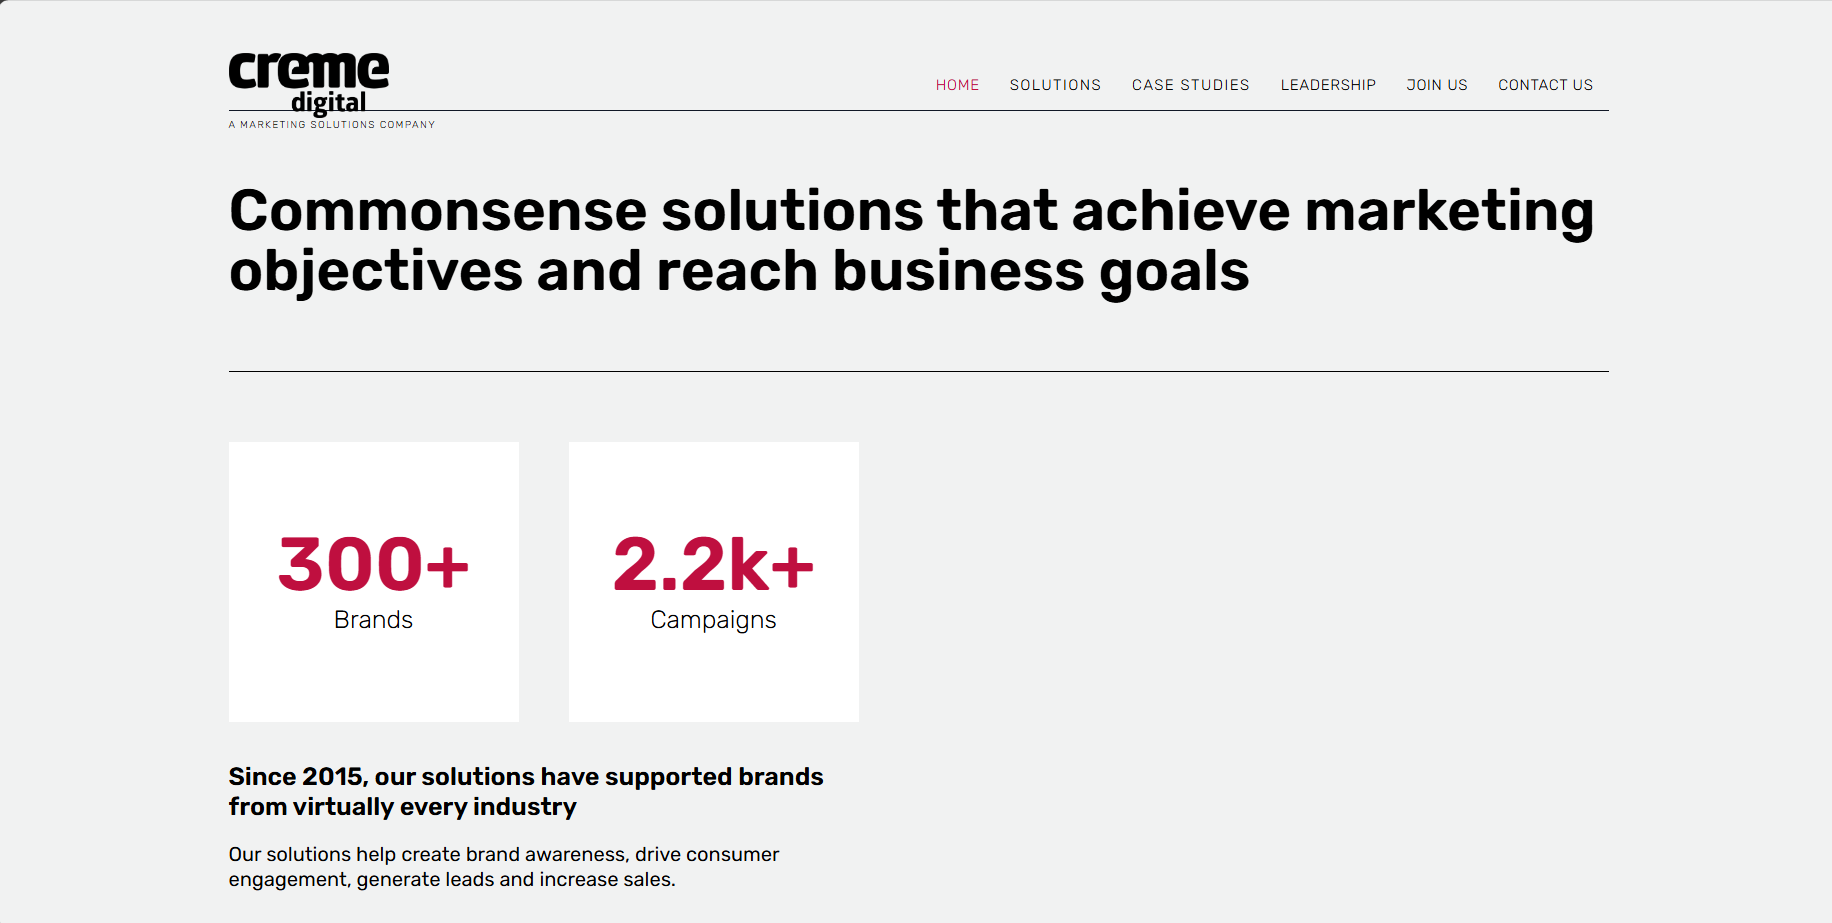 creme
digital
A MARKETING SOLUTIONS COMPANY
HOME SOLUTIONS CASE STUDIES LEADERSHIP JOIN US CONTACT US
Commonsense solutions that achieve marketing
objectives and reach business goals
300+
Brands
2.2k+
Campaigns
Since 2015, our solutions have supported brands
from virtually every industry
Our solutions help create brand awareness, drive consumer
engagement, generate leads and increase sales.